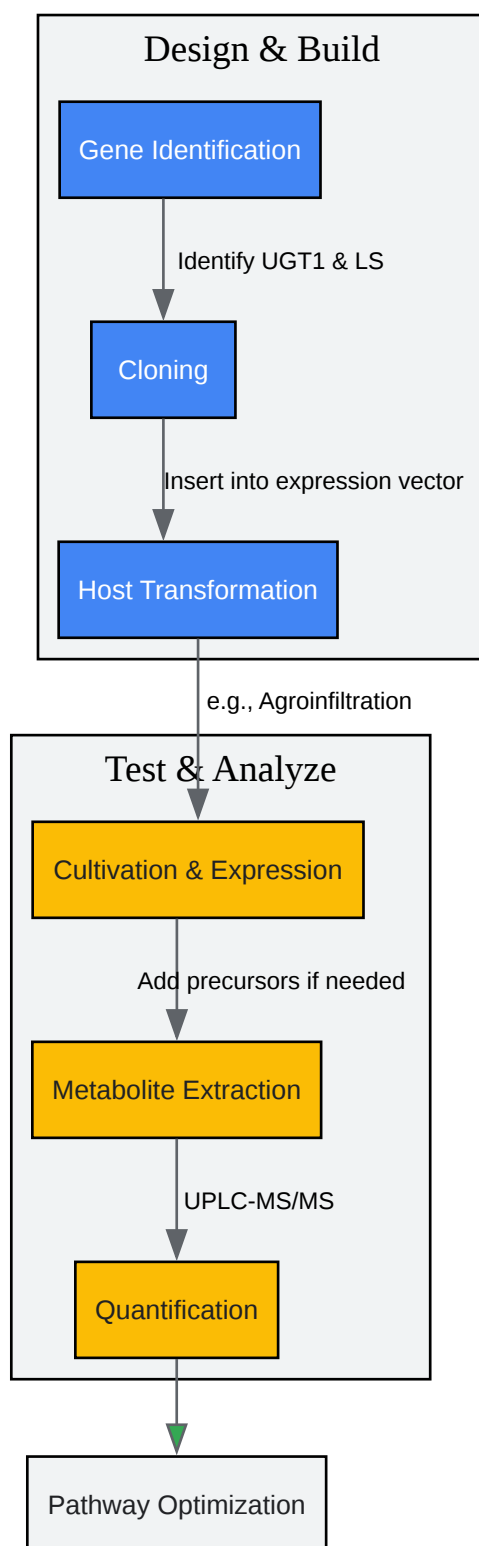 Design & Build
Gene Identification
Identify UGT1 & LS
Cloning
Insert into expression vector
Host Transformation
e.g., Agroinfiltration
Test & Analyze
Cultivation & Expression
Add precursors if needed
Metabolite Extraction
UPLC-MS/MS
Quantification
Pathway Optimization